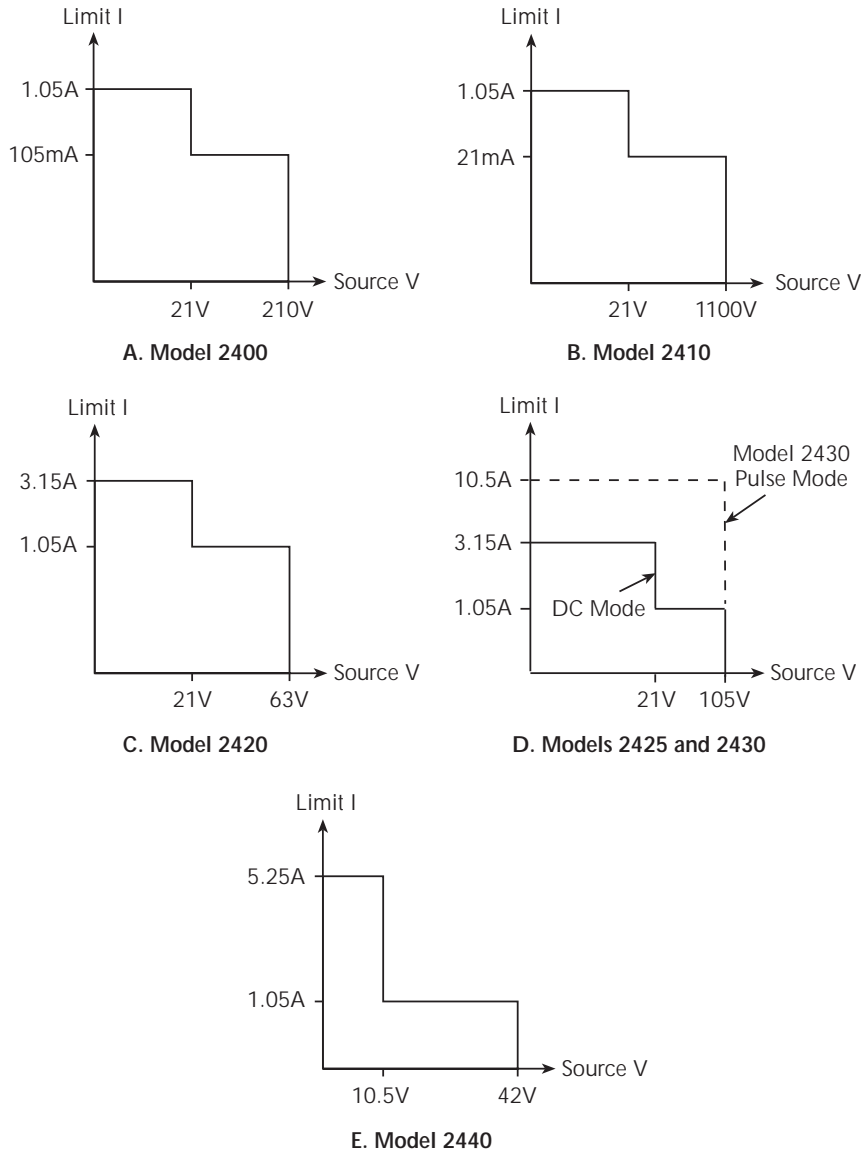 Limit I
1.05A
105mA
Source V
21V
210V
A. Model 2400
Limit I
1.05A
21mA
Source V
21V
1100V
B. Model 2410
Limit I
3.15A
1.05A
Source V
21V
63V
C. Model 2420
Limit I
Model 2430
Pulse Mode
10.5A
3.15A
DC Mode
1.05A
Source V
21V
105V
D. Models 2425 and 2430
Limit I
5.25A
1.05A
Source V
10.5V
42V
E. Model 2440